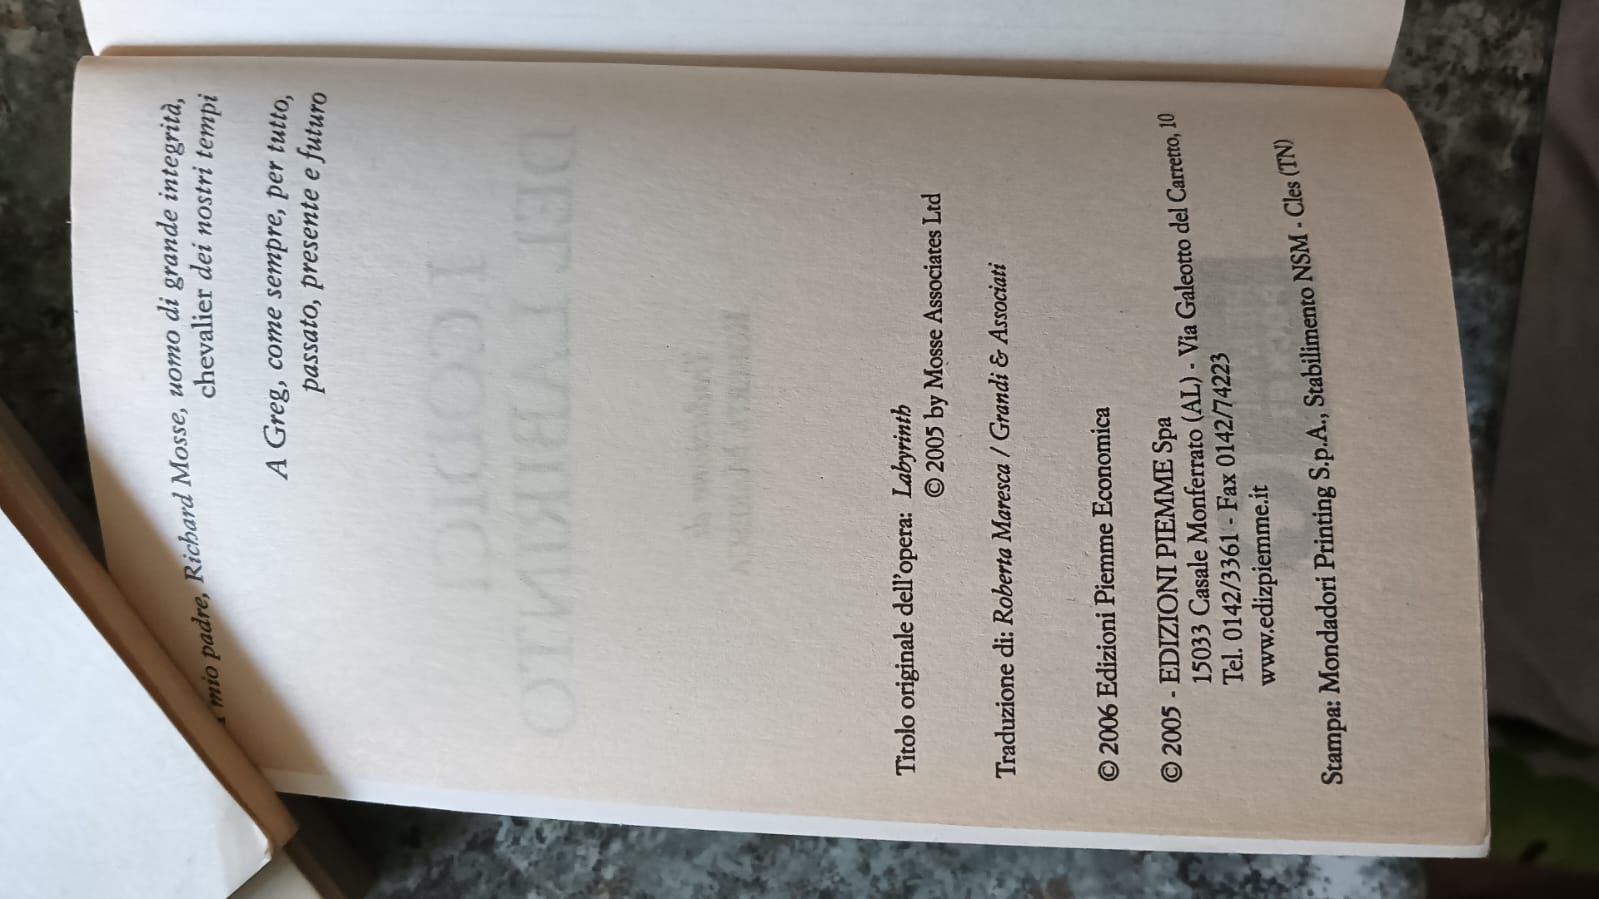 mio padre, Richard Mosse, uomo di grande integrità,
chevalier dei nostri tempi
A Greg, come sempre, per tutto,
passato, presente e futuro
I CODICI
DEL LABIRINTO
Titolo originale dell'opera: Labyrinth
© 2005 by Mosse Associates Ltd
Traduzione di: Roberta Maresca / Grandi & Associati
© 2006 Edizioni Piemme Economica
© 2005 - EDIZIONI PIEMME Spa
15033 Casale Monferrato (AL) - Via Galeotto del Carretto, 10
Tel. 0142/3361 - Fax 0142/74223
www.edizpiemme.it
Stampa: Mondadori Printing S.p.A., Stabilimento NSM - Cles (TN)